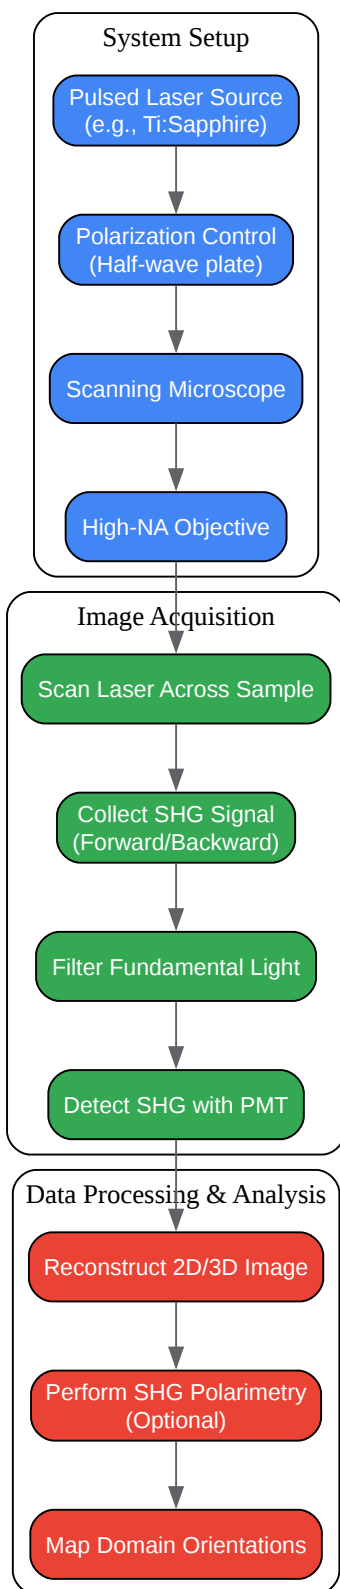 System Setup
Pulsed Laser Source
(e.g., Ti:Sapphire)
Polarization Control
(Half-wave plate)
Scanning Microscope
High-NA Objective
Image Acquisition
Scan Laser Across Sample
Collect SHG Signal
(Forward/Backward)
Filter Fundamental Light
Detect SHG with PMT
Data Processing & Analysis
Reconstruct 2D/3D Image
Perform SHG Polarimetry
(Optional)
Map Domain Orientations